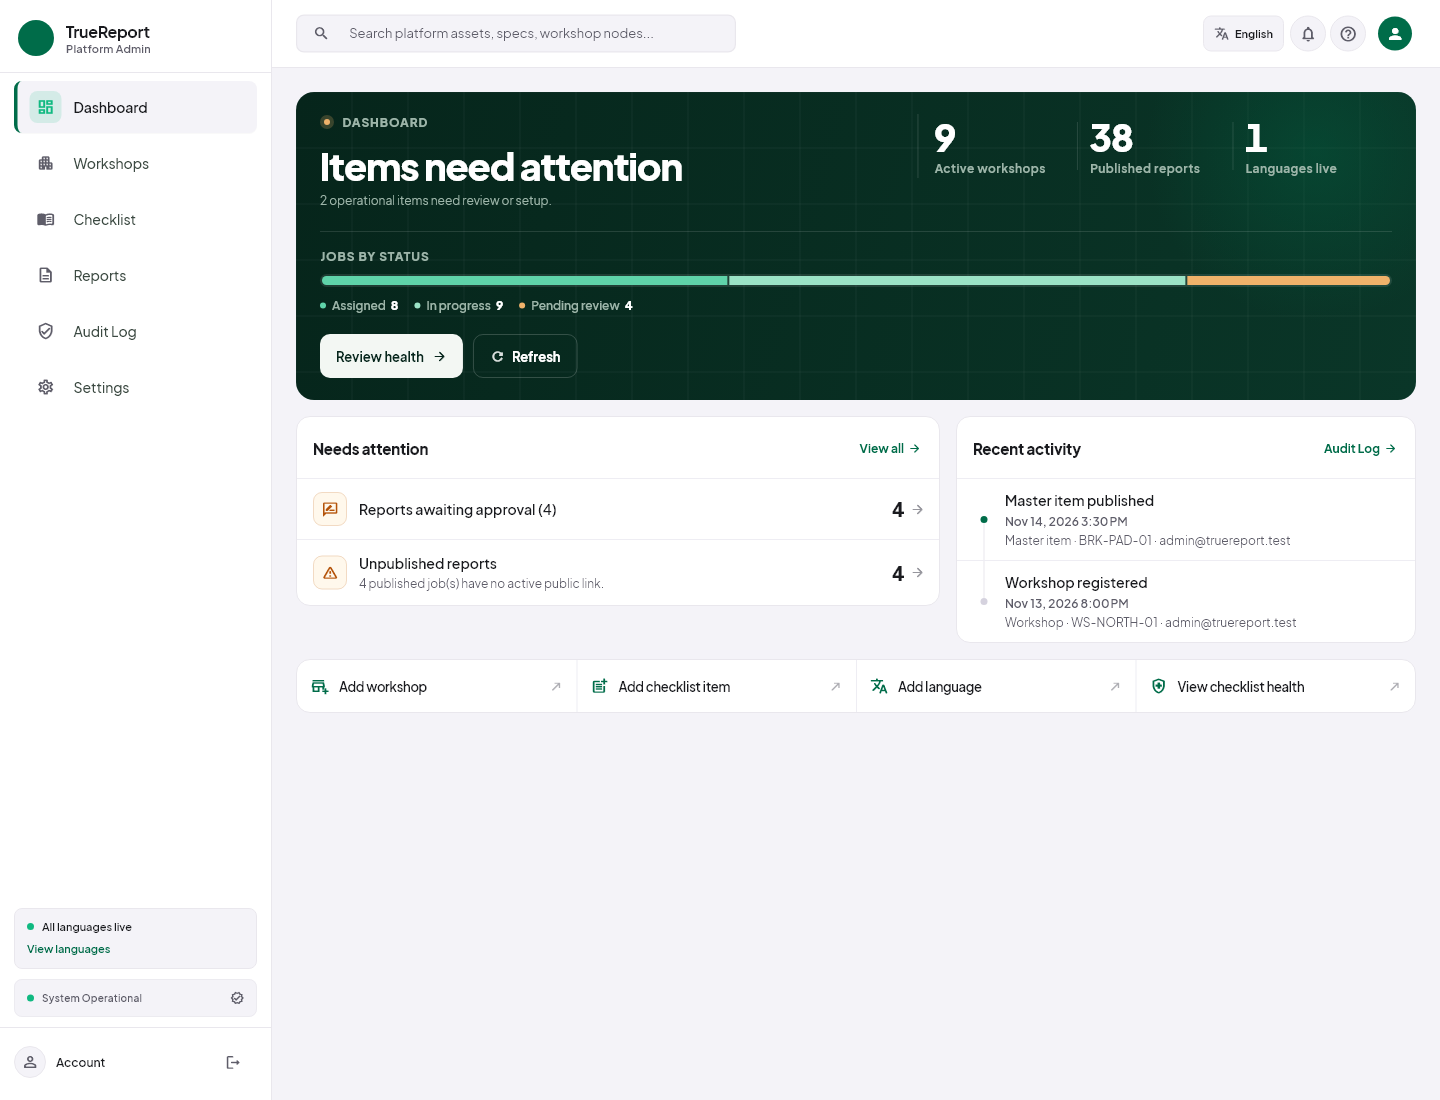 TrueReport
Platform Admin
Dashboard
Workshops
Checklist
Reports
Audit Log
Settings
All languages live
View languages
System Operational
Account
Search platform assets, specs, workshop nodes...
English
DASHBOARD
Items need attention
2 operational items need review or setup.
9
Active workshops
38
Published reports
1
Languages live
JOBS BY STATUS
Assigned 8
In progress 9
Pending review 4
Review health
Refresh
Needs attention
View all
Reports awaiting approval (4)
4
Unpublished reports
4 published job(s) have no active public link.
4
Recent activity
Audit Log
Master item published
Nov 14, 2026 3:30 PM
Master item · BRK-PAD-01 · admin@truereport.test
Workshop registered
Nov 13, 2026 8:00 PM
Workshop · WS-NORTH-01 · admin@truereport.test
Add workshop
Add checklist item
Add language
View checklist health